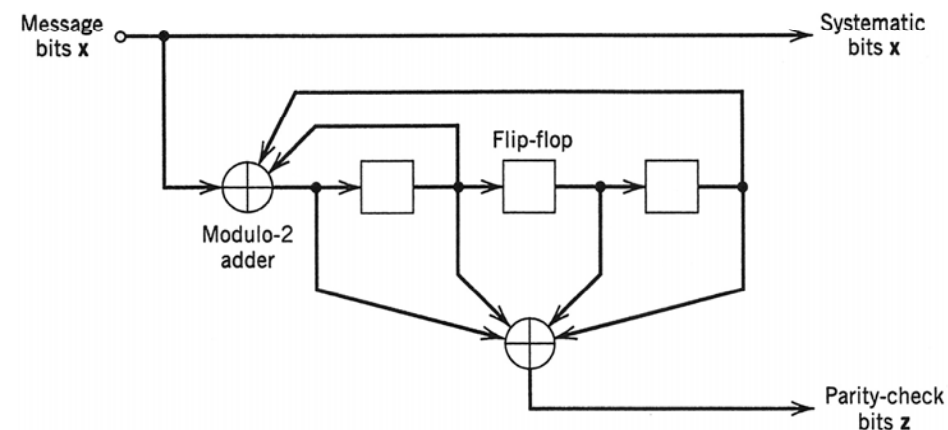 Message
bits x
Systematic
bits x
Flip-flop
Modulo-2
adder
Parity-check
bits z